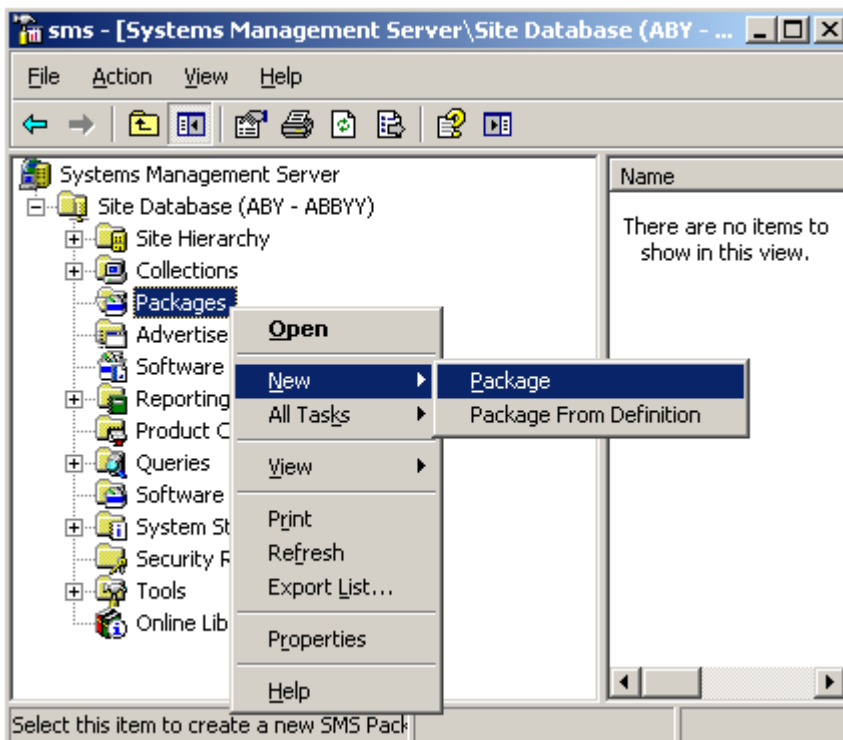 sms - [Systems Management Server\Site Database (ABY - ...
File Action View Help
Systems Management Server
Name
Site Database (ABY - ABBYY)
There are no items to
show in this view.
Site Hierarchy
Collections
Packages
Advertise
Software
Reporting
Product C
Queries
Software
System St
Security R
Tools
Online Lib
Open
New
All Tasks
View
Print
Refresh
Export List...
Properties
Help
Package
Package From Definition
Select this item to create a new SMS Pack